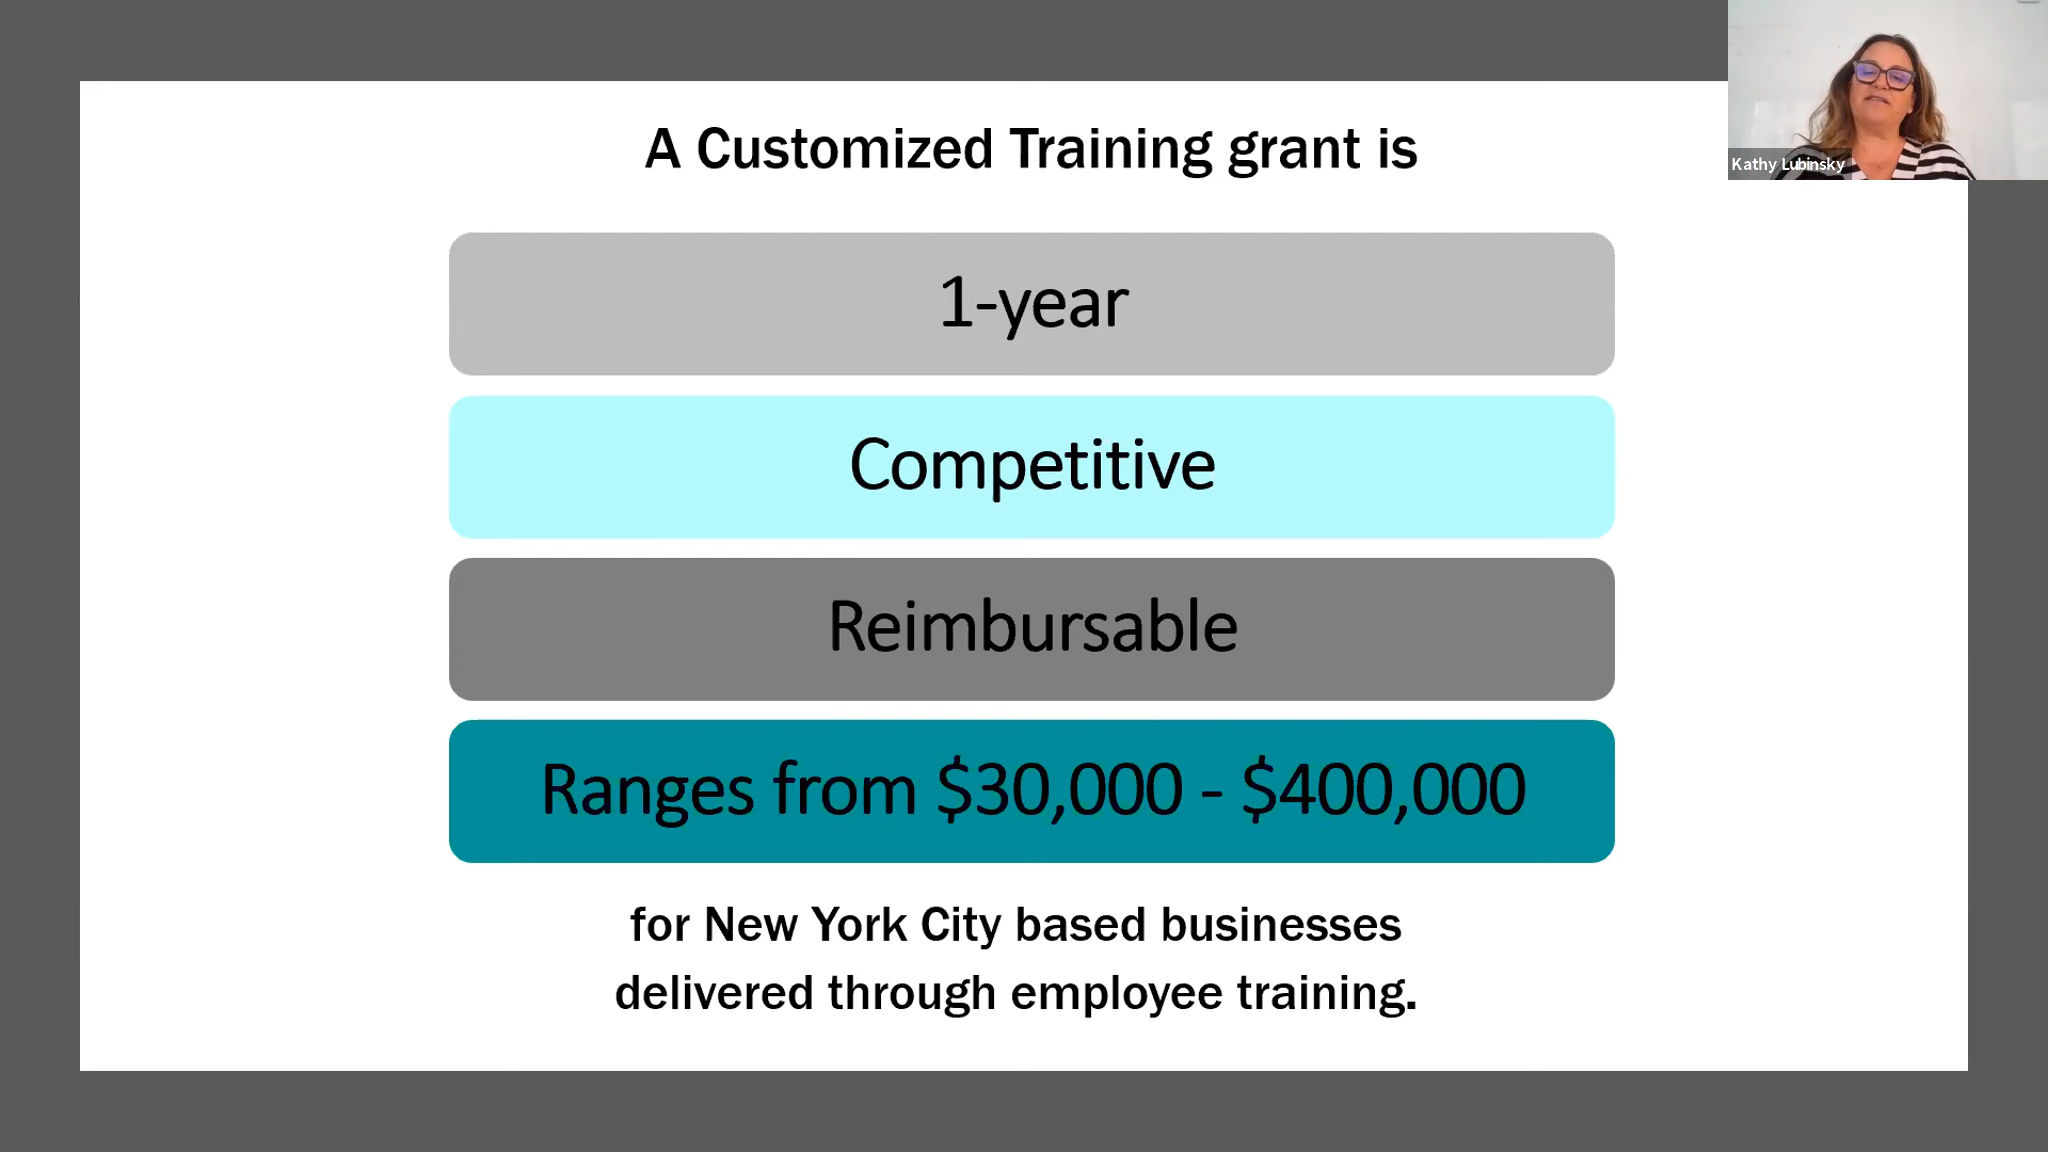 A Customized Training grant is
Kathy Lubinsky
1-year
Competitive
Reimbursable
Ranges from $30,000 - $400,000
for New York City based businesses
delivered through employee training.